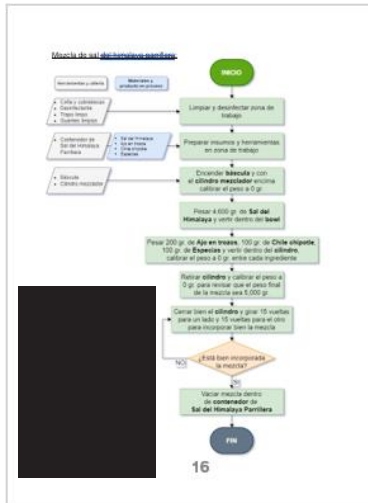 Mezcla de sal del himalaya parrillera
Herramientas y utilería
Materiales y
producto en proceso
INICIO
Cofia y cubrebocas
Desinfectante
Trapo limpio
Guantes limpios
Limpiar y desinfectar zona de
trabajo
Contenedor de
Sal del Himalaya
Parrillera
Sal del Himalaya
Ajo en trozos
Chile chipotle
Especias
Preparar insumos y herramientas
en zona de trabajo
Báscula
Cilindro mezclador
Encender báscula y con
el cilindro mezclador encima
calibrar el peso a 0 gr.
Pesar 4,600 gr. de Sal del
Himalaya y vertir dentro del bowl
Pesar 200 gr. de Ajo en trozos, 100 gr. de Chile chipotle,
100 gr. de Especias y vertir dentro del cilindro,
calibrar el peso a 0 gr. entre cada ingrediente
Retirar cilindro y calibrar el peso a
0 gr. para revisar que el peso final
de la mezcla sea 5,000 gr.
Cerrar bien el cilindro y girar 15 vueltas
para un lado y 15 vueltas para el otro
para incorporar bien la mezcla
¿Está bien incorporada
la mezcla?
NO
SI
Vaciar mezcla dentro
de contenedor de
Sal del Himalaya Parrillera
FIN
16